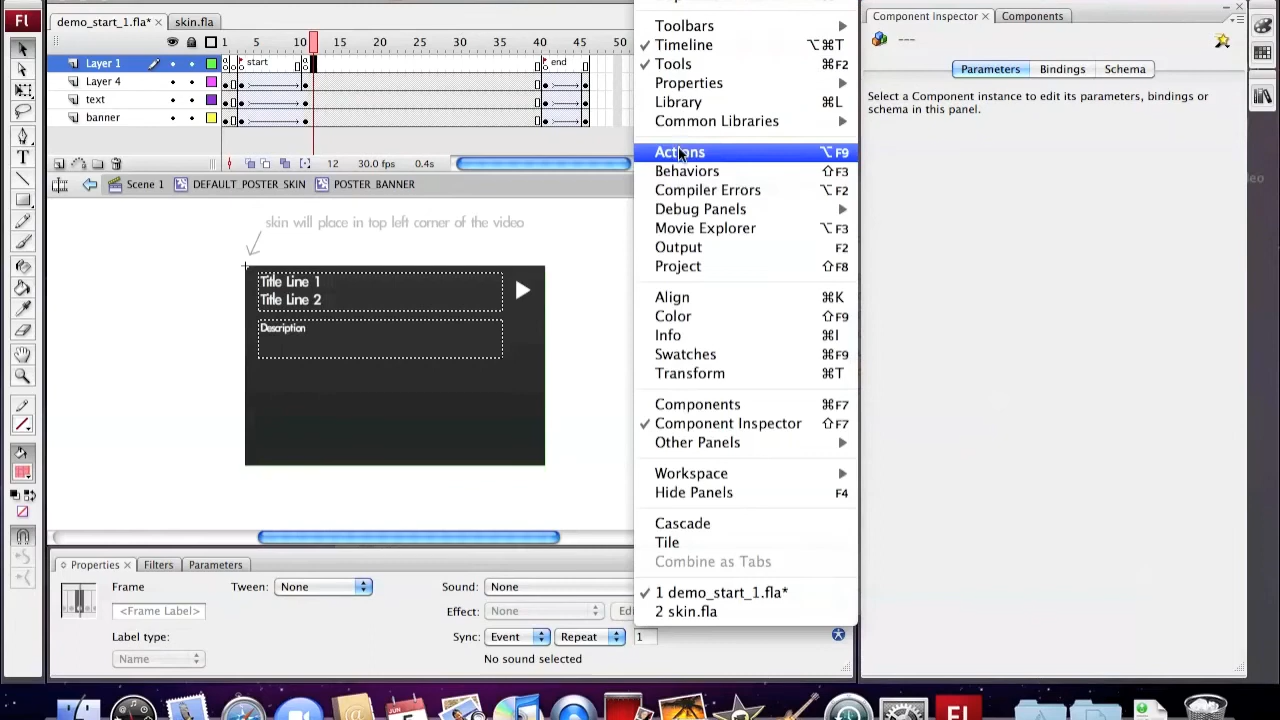 Fl
demo_start_1.fla*
skin.fla
1 5 10 15 20 25 30 35 40 45 50
Layer 1
start
end
Layer 4
text
banner
12 30.0 fps 0.4s
Scene 1 DEFAULT_POSTER_SKIN POSTER_BANNER
skin will place in top left corner of the video
Title Line 1
Title Line 2
Description
Properties Filters Parameters
Frame
Tween: None
Sound: None
<Frame Label>
Effect: None
Label type:
Sync: Event Repeat 1
Name
No sound selected
Toolbars
Timeline ⌥⌘T
Tools ⌘F2
Properties
Library ⌘L
Common Libraries
Actions ⌥F9
Behaviors ⇧F3
Compiler Errors ⌥F2
Debug Panels
Movie Explorer ⌥F3
Output F2
Project ⇧F8
Align ⌘K
Color ⇧F9
Info ⌘I
Swatches ⌘F9
Transform ⌘T
Components ⌘F7
Component Inspector ⇧F7
Other Panels
Workspace
Hide Panels F4
Cascade
Tile
Combine as Tabs
1 demo_start_1.fla*
2 skin.fla
Component Inspector Components
---
Parameters Bindings Schema
Select a Component instance to edit its parameters, bindings or
schema in this panel.
Fl